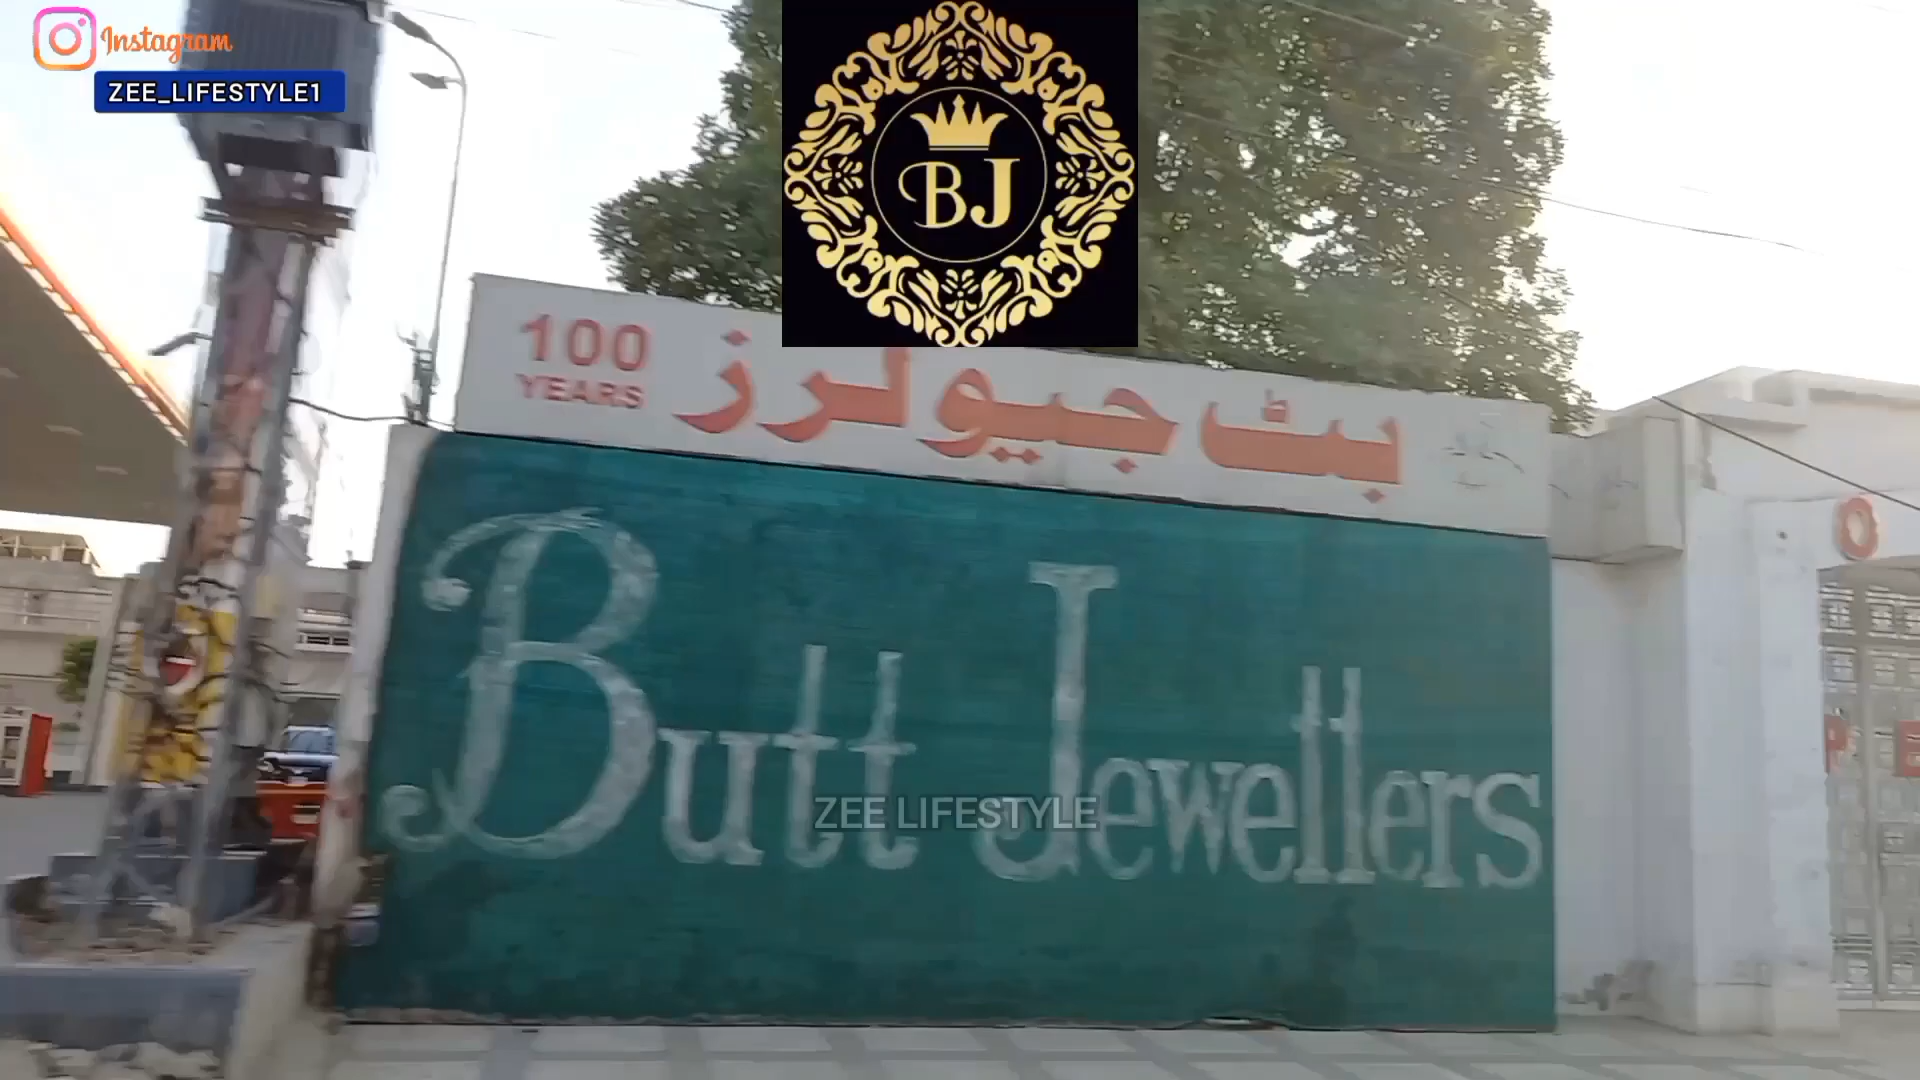 Instagram
ZEE_LIFESTYLE1
BJ
100
YEARS
بٹ جیولرز
Butt Jewellers
ZEE LIFESTYLE
O
P E